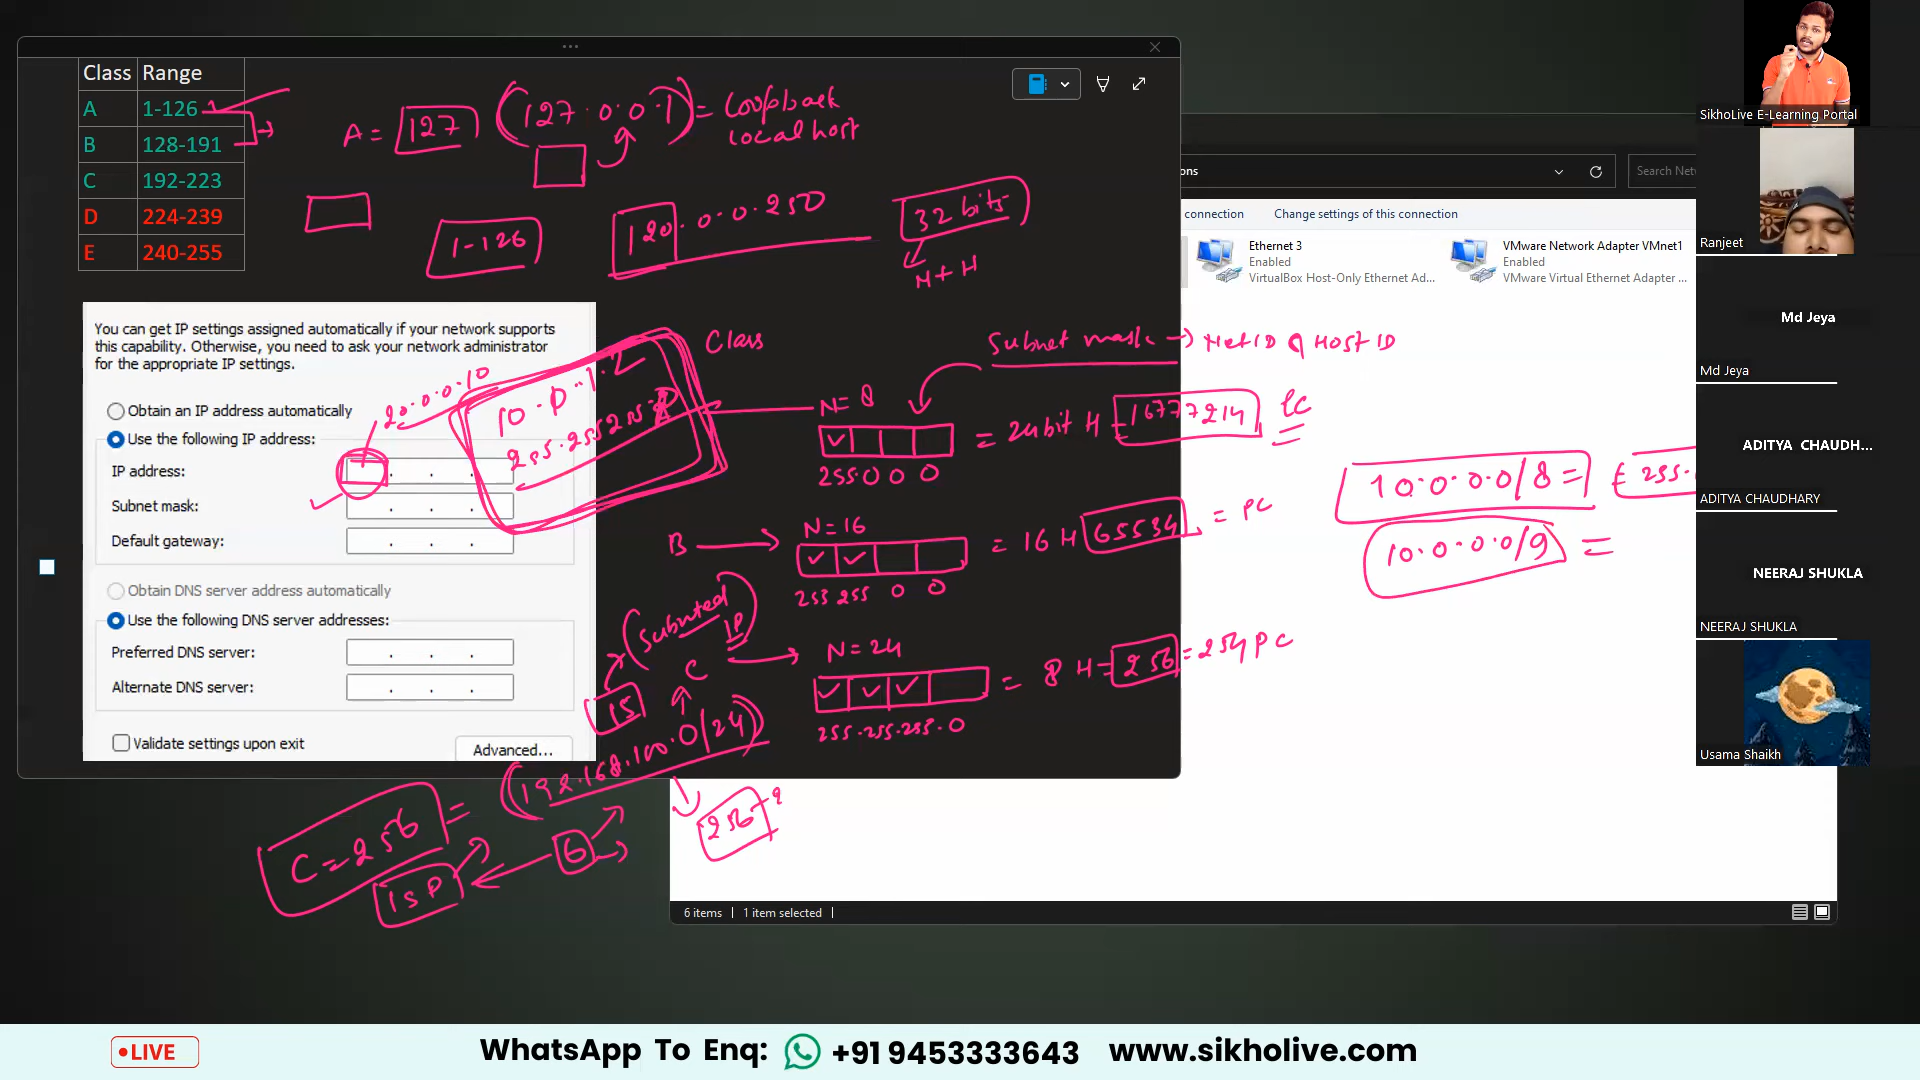 Class Range
A 1-126
B 128-191
C 192-223
D 224-239
E 240-255
A = 127 (127.0.0.1) = Loopback
localhost
1-126
120.0.0.250
32 bits
N+H
Class
Subnet mask → NetID & HOST ID
You can get IP settings assigned automatically if your network supports
this capability. Otherwise, you need to ask your network administrator
for the appropriate IP settings.
Obtain an IP address automatically
Use the following IP address:
IP address: . . .
Subnet mask: . . .
Default gateway: . . .
Obtain DNS server address automatically
Use the following DNS server addresses:
Preferred DNS server: . . .
Alternate DNS server: . . .
Validate settings upon exit
Advanced...
20.0.0.10
10.0.1.2
255.255.255.0
N= 8
255.0 0 0
= 24bit H = 16777214 PC
B → N=16
255 255 0 0
= 16 H 65534 = PC
Subnetted
IP
15
C → N=24
255.255.255.0
= 8 H = 256 = 254 PC
C = 256 = (192.168.100.0/24)
256 -2
ISP
6
10.0.0.0/8 = 255.
10.0.0.0/9 =
ons
Search Net
connection
Change settings of this connection
Ethernet 3
Enabled
VirtualBox Host-Only Ethernet Ad...
VMware Network Adapter VMnet1
Enabled
VMware Virtual Ethernet Adapter ...
6 items
1 item selected
SikhoLive E-Learning Portal
Ranjeet
Md Jeya
Md Jeya
ADITYA CHAUDH...
ADITYA CHAUDHARY
NEERAJ SHUKLA
NEERAJ SHUKLA
Usama Shaikh
LIVE
WhatsApp To Enq: +91 9453333643 www.sikholive.com